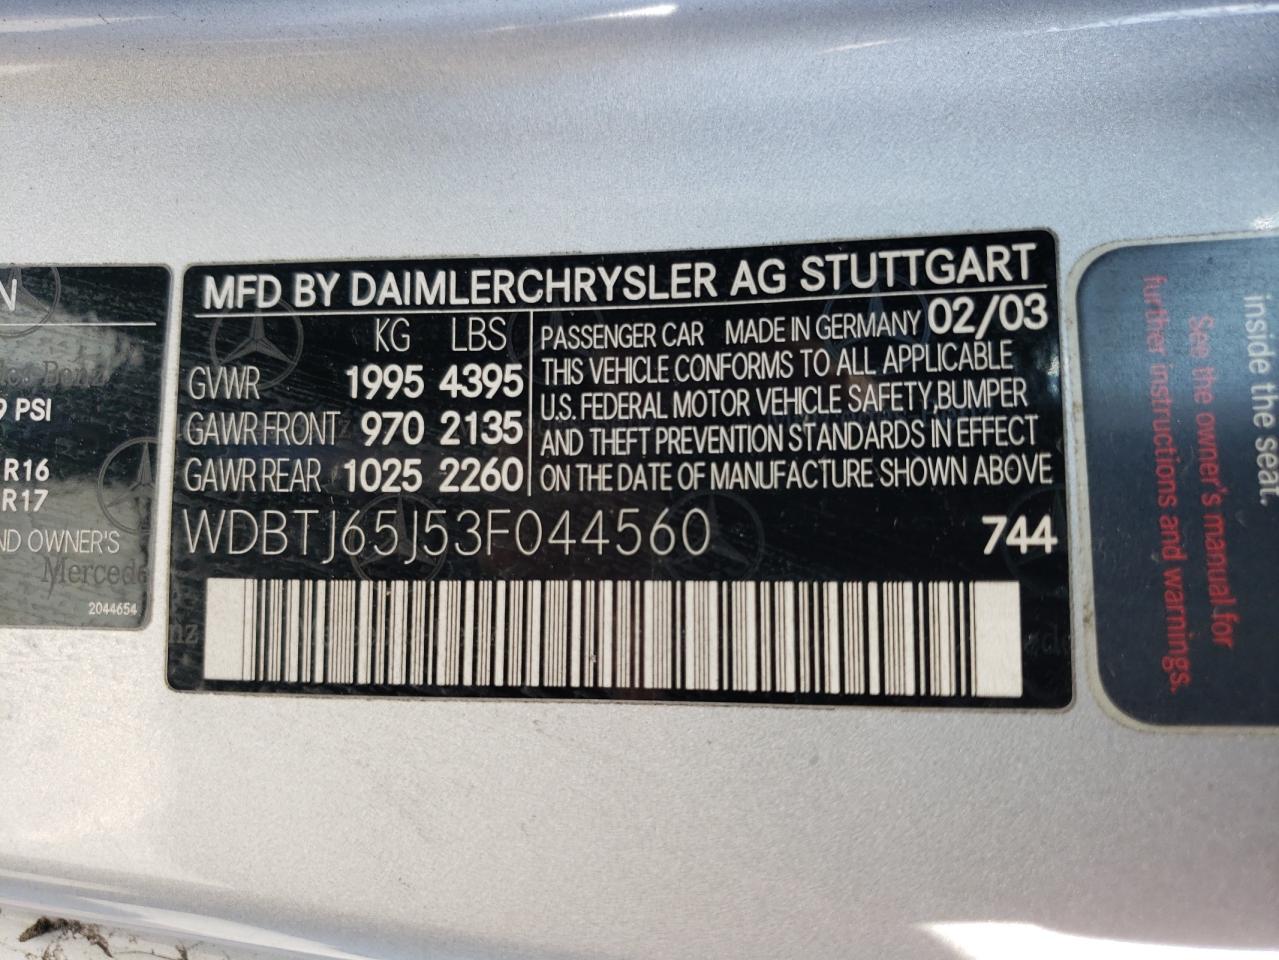 N
9 PSI
R16
R17
ND OWNER'S
Mercede
2044654
MFD BY DAIMLERCHRYSLER AG STUTTGART
KG LBS
GVWR 1995 4395
GAWR FRONT 970 2135
GAWR REAR 1025 2260
PASSENGER CAR MADE IN GERMANY 02/03
THIS VEHICLE CONFORMS TO ALL APPLICABLE
U.S. FEDERAL MOTOR VEHICLE SAFETY, BUMPER
AND THEFT PREVENTION STANDARDS IN EFFECT
ON THE DATE OF MANUFACTURE SHOWN ABOVE
WDBTJ65J53F044560 744
inside the seat.
See the owner's manual for
further instructions and warnings.